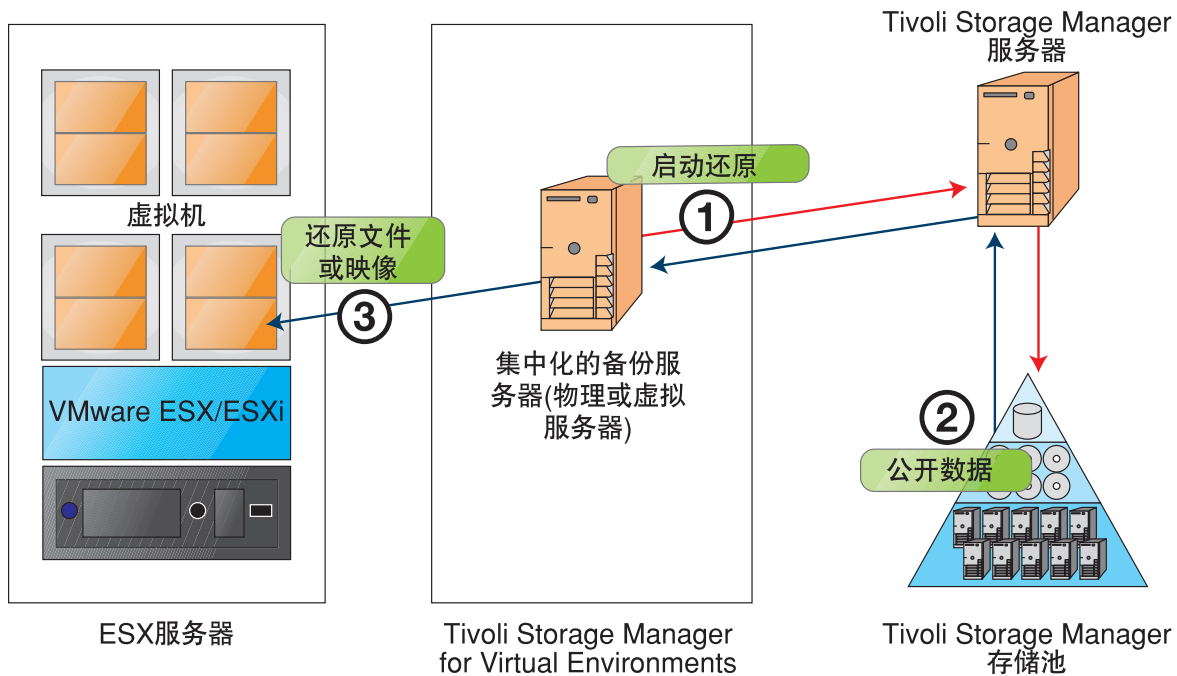 Tivoli Storage Manager
服务器
启动还原
1
虚拟机
还原文件
或映像
3
集中化的备份服
务器(物理或虚拟
服务器)
VMware ESX/ESXi
2
公开数据
ESX服务器
Tivoli Storage Manager
for Virtual Environments
Tivoli Storage Manager
存储池